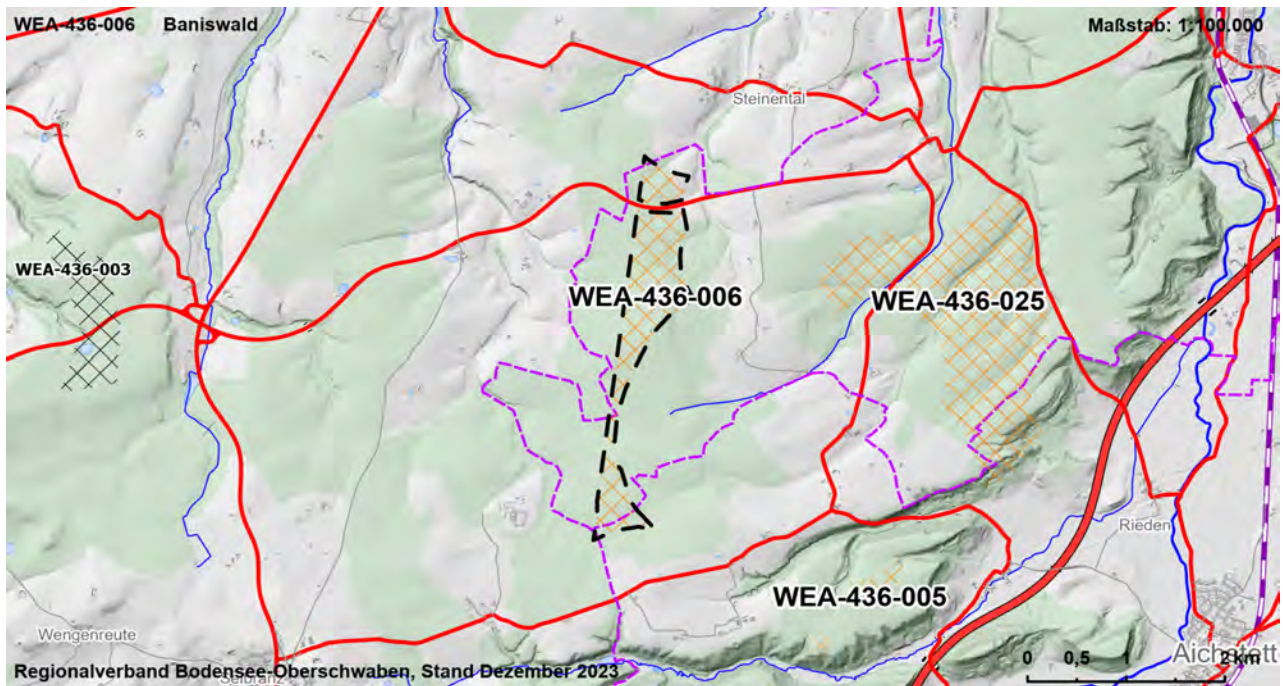 WEA-436-006 Baniswald
Maßstab: 1:100.000
Steinental
WEA-436-003
WEA-436-006
WEA-436-025
Rieden
WEA-436-005
Wengenreute
0 0,5 1 2 km
Regionalverband Bodensee-Oberschwaben, Stand Dezember 2023
Seibranz